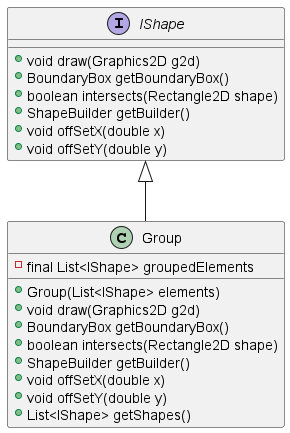 I IShape
void draw(Graphics2D g2d)
BoundaryBox getBoundaryBox()
boolean intersects(Rectangle2D shape)
ShapeBuilder getBuilder()
void offSetX(double x)
void offSetY(double y)
C Group
final List<IShape> groupedElements
Group(List<IShape> elements)
void draw(Graphics2D g2d)
BoundaryBox getBoundaryBox()
boolean intersects(Rectangle2D shape)
ShapeBuilder getBuilder()
void offSetX(double x)
void offSetY(double y)
List<IShape> getShapes()